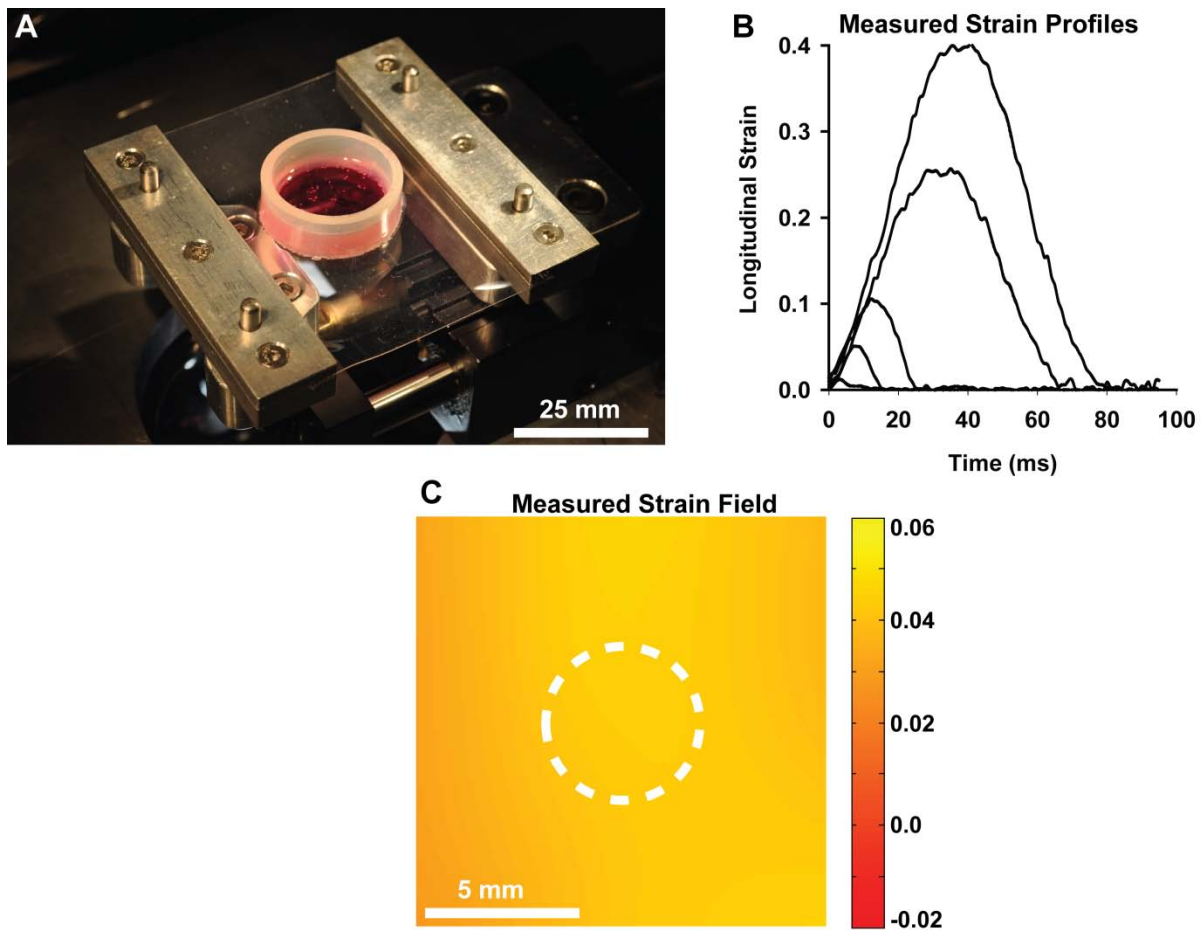 A
25 mm
B
Measured Strain Profiles
Longitudinal Strain
0.4
0.3
0.2
0.1
0.0
0 20 40 60 80 100
Time (ms)
C
Measured Strain Field
5 mm
0.06
0.04
0.02
0.0
-0.02